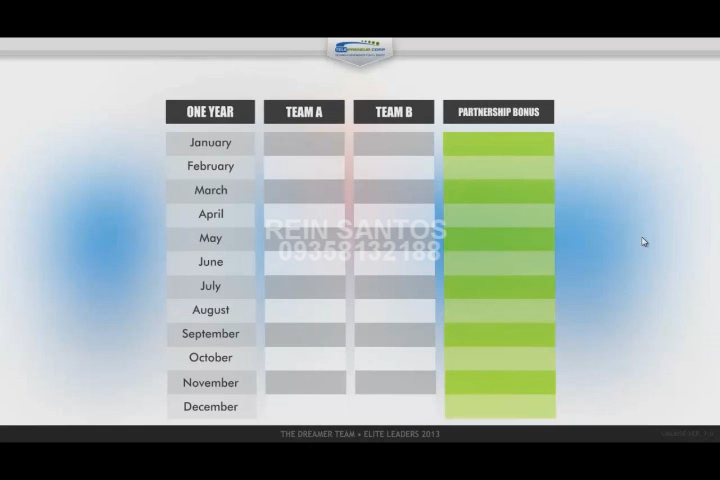 ONE YEAR TEAM A TEAM B PARTNERSHIP BONUS
January
February
March
April
REIN SANTOS
May
09358132188
June
July
August
September
October
November
December
THE DREAMER TEAM • ELITE LEADERS 2013